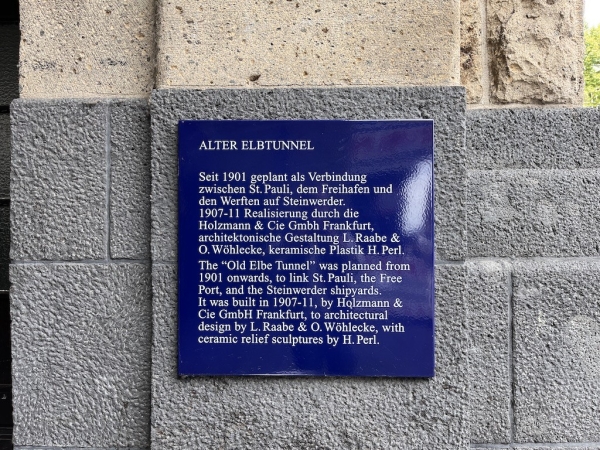 ALTER ELBTUNNEL
Seit 1901 geplant als Verbindung
zwischen St. Pauli, dem Freihafen und
den Werften auf Steinwerder.
1907-11 Realisierung durch die
Holzmann & Cie Gmbh Frankfurt,
architektonische Gestaltung L. Raabe &
O. Wöhlecke, keramische Plastik H. Perl.
The “Old Elbe Tunnel” was planned from
1901 onwards, to link St. Pauli, the Free
Port, and the Steinwerder shipyards.
It was built in 1907-11, by Holzmann &
Cie GmbH Frankfurt, to architectural
design by L. Raabe & O. Wöhlecke, with
ceramic relief sculptures by H. Perl.